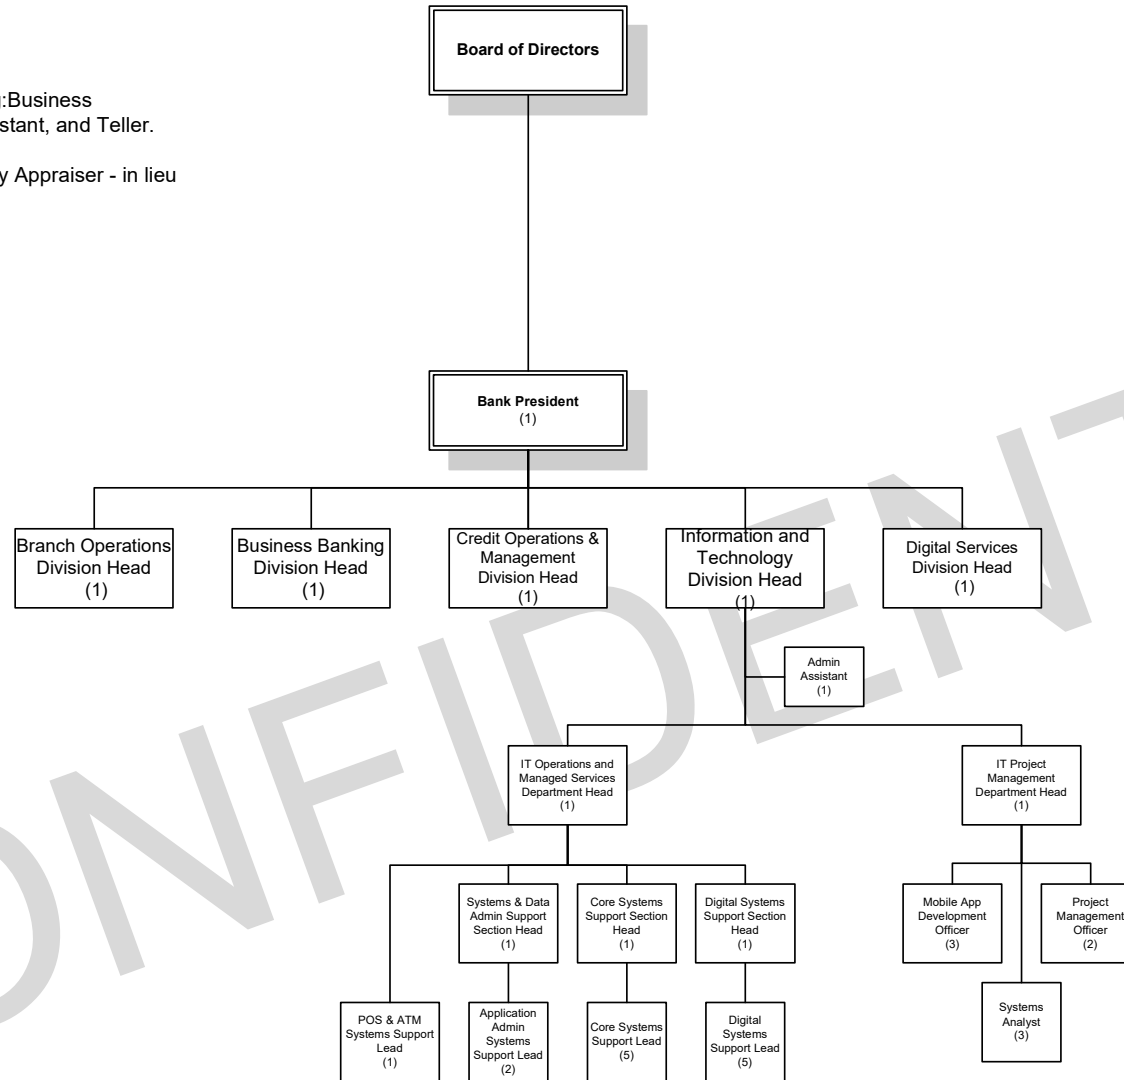 Board of Directors
g:Business
stant, and Teller.
y Appraiser - in lieu
Bank President
(1)
Branch Operations
Division Head
(1)
Business Banking
Division Head
(1)
Credit Operations &
Management
Division Head
(1)
Information and
Technology
Division Head
(1)
Digital Services
Division Head
(1)
Admin
Assistant
(1)
IT Operations and
Managed Services
Department Head
(1)
IT Project
Management
Department Head
(1)
Systems & Data
Admin Support
Section Head
(1)
Core Systems
Support Section
Head
(1)
Digital Systems
Support Section
Head
(1)
Mobile App
Development
Officer
(3)
Project
Management
Officer
(2)
POS & ATM
Systems Support
Lead
(1)
Application
Admin
Systems
Support Lead
(2)
Core Systems
Support Lead
(5)
Digital
Systems
Support Lead
(5)
Systems
Analyst
(3)
ONFIDENT